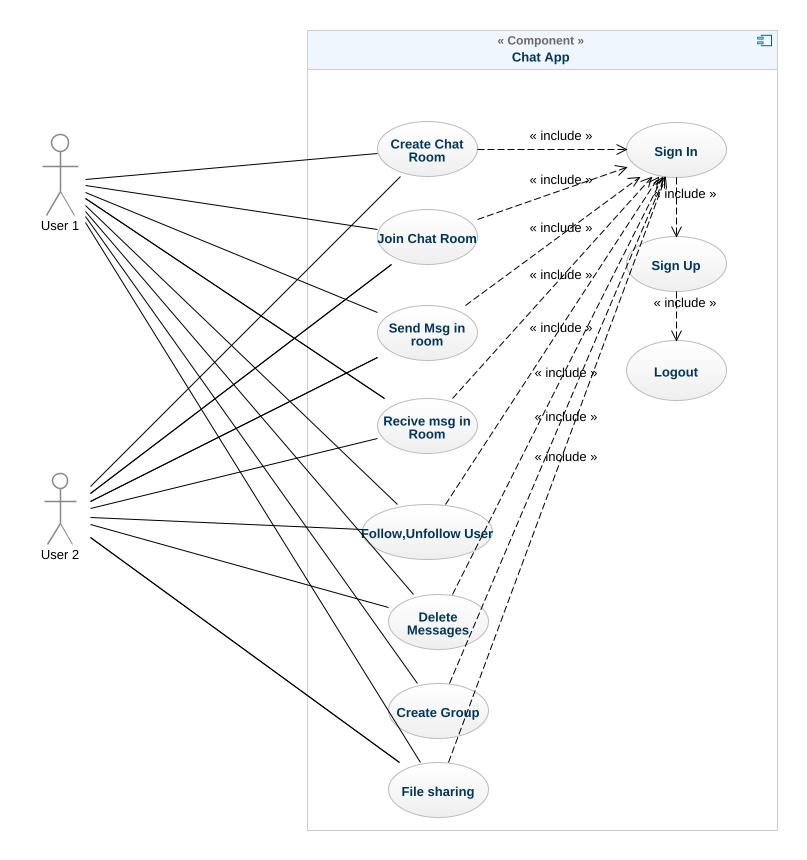 « Component »
Chat App
Create Chat
Room
« include »
Sign In
« include »
« include »
Join Chat Room
« include »
User 1
Sign Up
« include »
« include »
Send Msg in
room
« include »
Logout
« include »
Recive msg in
Room
« include »
« include »
Follow,Unfollow User
User 2
Delete
Messages
Create Group
File sharing